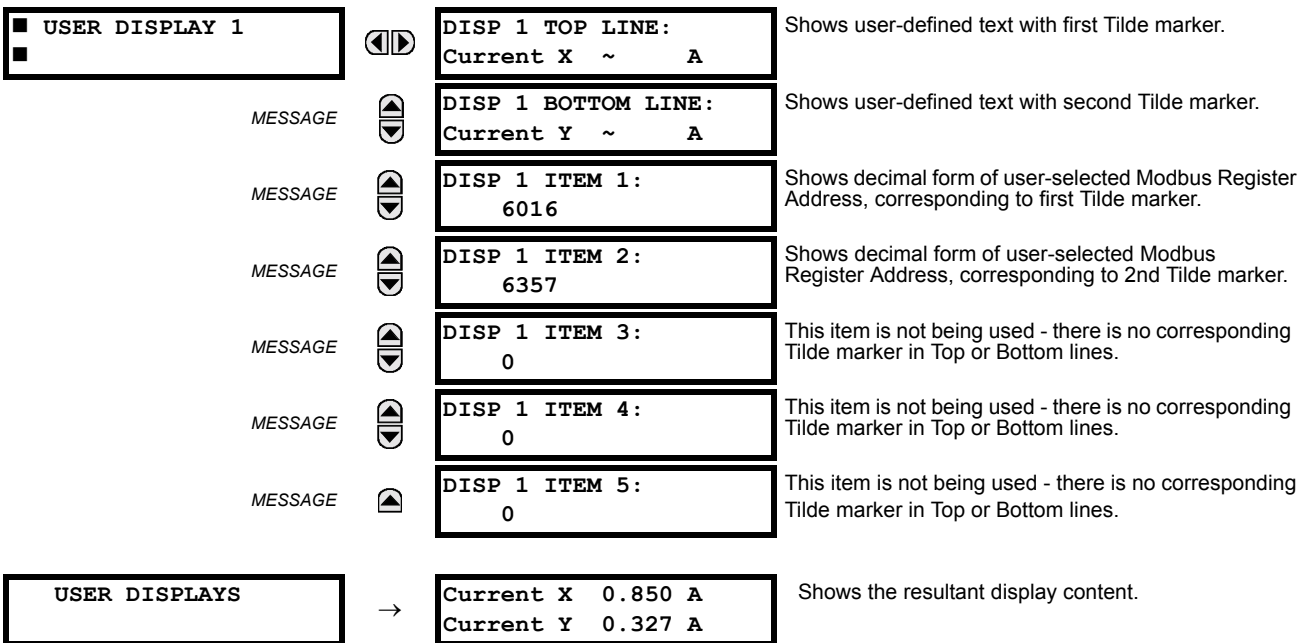 ■ USER DISPLAY 1
■
DISP 1 TOP LINE:
Current X ~ A
Shows user-defined text with first Tilde marker.
MESSAGE
DISP 1 BOTTOM LINE:
Current Y ~ A
Shows user-defined text with second Tilde marker.
MESSAGE
DISP 1 ITEM 1:
6016
Shows decimal form of user-selected Modbus Register
Address, corresponding to first Tilde marker.
MESSAGE
DISP 1 ITEM 2:
6357
Shows decimal form of user-selected Modbus
Register Address, corresponding to 2nd Tilde marker.
MESSAGE
DISP 1 ITEM 3:
0
This item is not being used - there is no corresponding
Tilde marker in Top or Bottom lines.
MESSAGE
DISP 1 ITEM 4:
0
This item is not being used - there is no corresponding
Tilde marker in Top or Bottom lines.
MESSAGE
DISP 1 ITEM 5:
0
This item is not being used - there is no corresponding
Tilde marker in Top or Bottom lines.
USER DISPLAYS
→
Current X 0.850 A
Current Y 0.327 A
Shows the resultant display content.